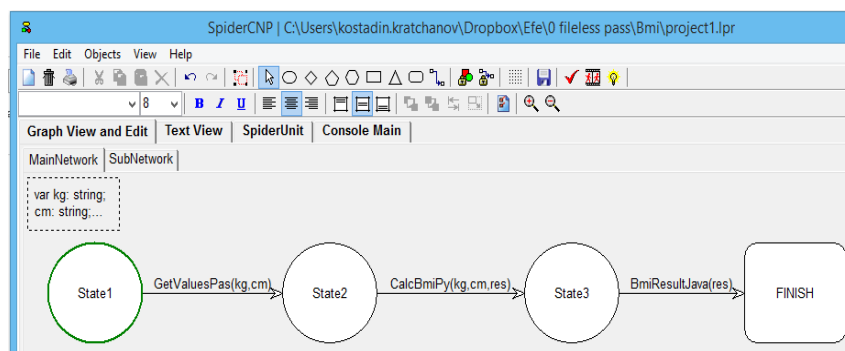 SpiderCNP | C:\Users\kostadin.kratchanov\Dropbox\Efe\0 fileless pass\Bmi\project1.lpr
File Edit Objects View Help
8 B I U
Graph View and Edit Text View SpiderUnit Console Main
MainNetwork SubNetwork
var kg: string;
cm: string;...
State1 GetValuesPas(kg,cm) State2 CalcBmiPy(kg,cm,res) State3 BmiResultJava(res) FINISH